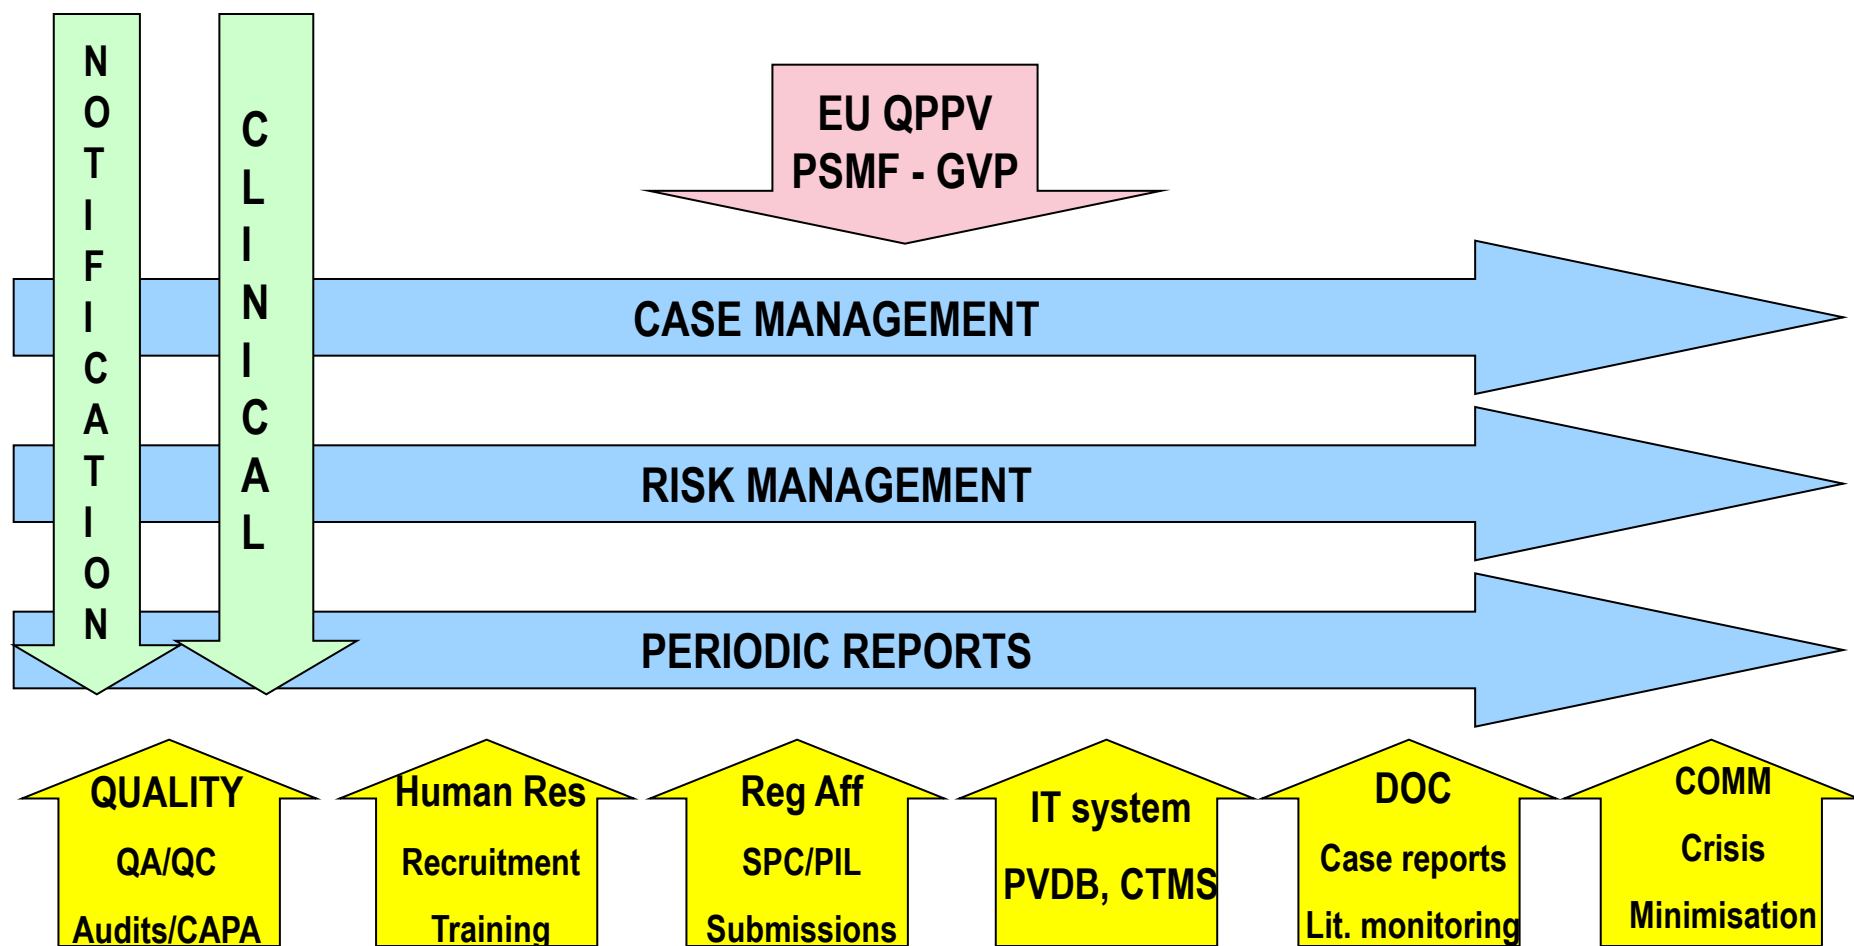 NOTIFICATION
CLINICAL
EU QPPV
PSMF - GVP
CASE MANAGEMENT
RISK MANAGEMENT
PERIODIC REPORTS
QUALITY
QA/QC
Audits/CAPA
Human Res
Recruitment
Training
Reg Aff
SPC/PIL
Submissions
IT system
PVDB, CTMS
DOC
Case reports
Lit. monitoring
COMM
Crisis
Minimisation